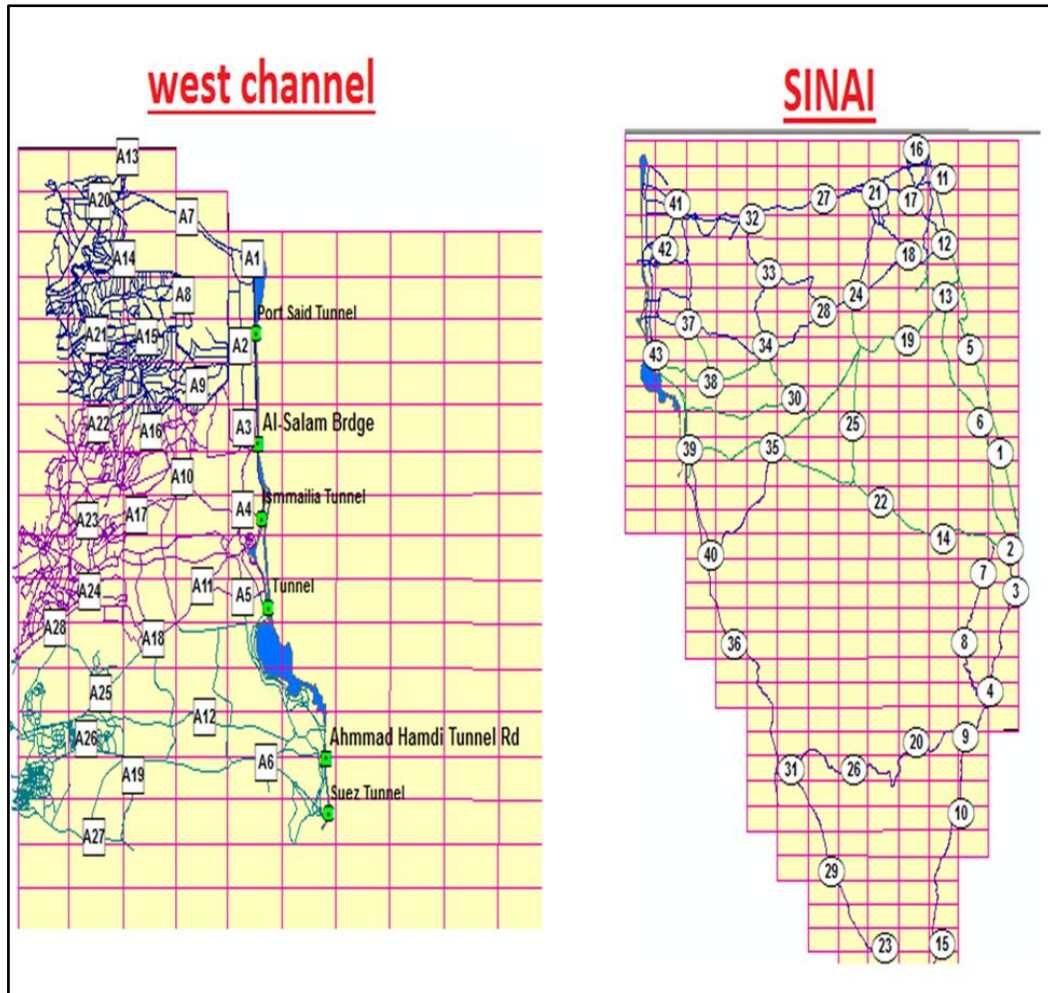 west channel
A13
A20
A7
A14
A1
A8
Port Said Tunnel
A21
A15
A2
A9
A22
A16
A3
Al-Salam Brdge
A10
A23
A17
A4
Ismmailia Tunnel
A24
A11
A5
Tunnel
A28
A18
A25
A12
A26
Ahmmad Hamdi Tunnel Rd
A19
A6
Suez Tunnel
A27
SINAI
16
11
41
27
21
17
32
42
18
12
33
24
13
37
28
43
34
19
5
38
30
25
6
39
35
1
22
40
14
2
7
3
36
8
4
20
9
31
26
10
29
23
15